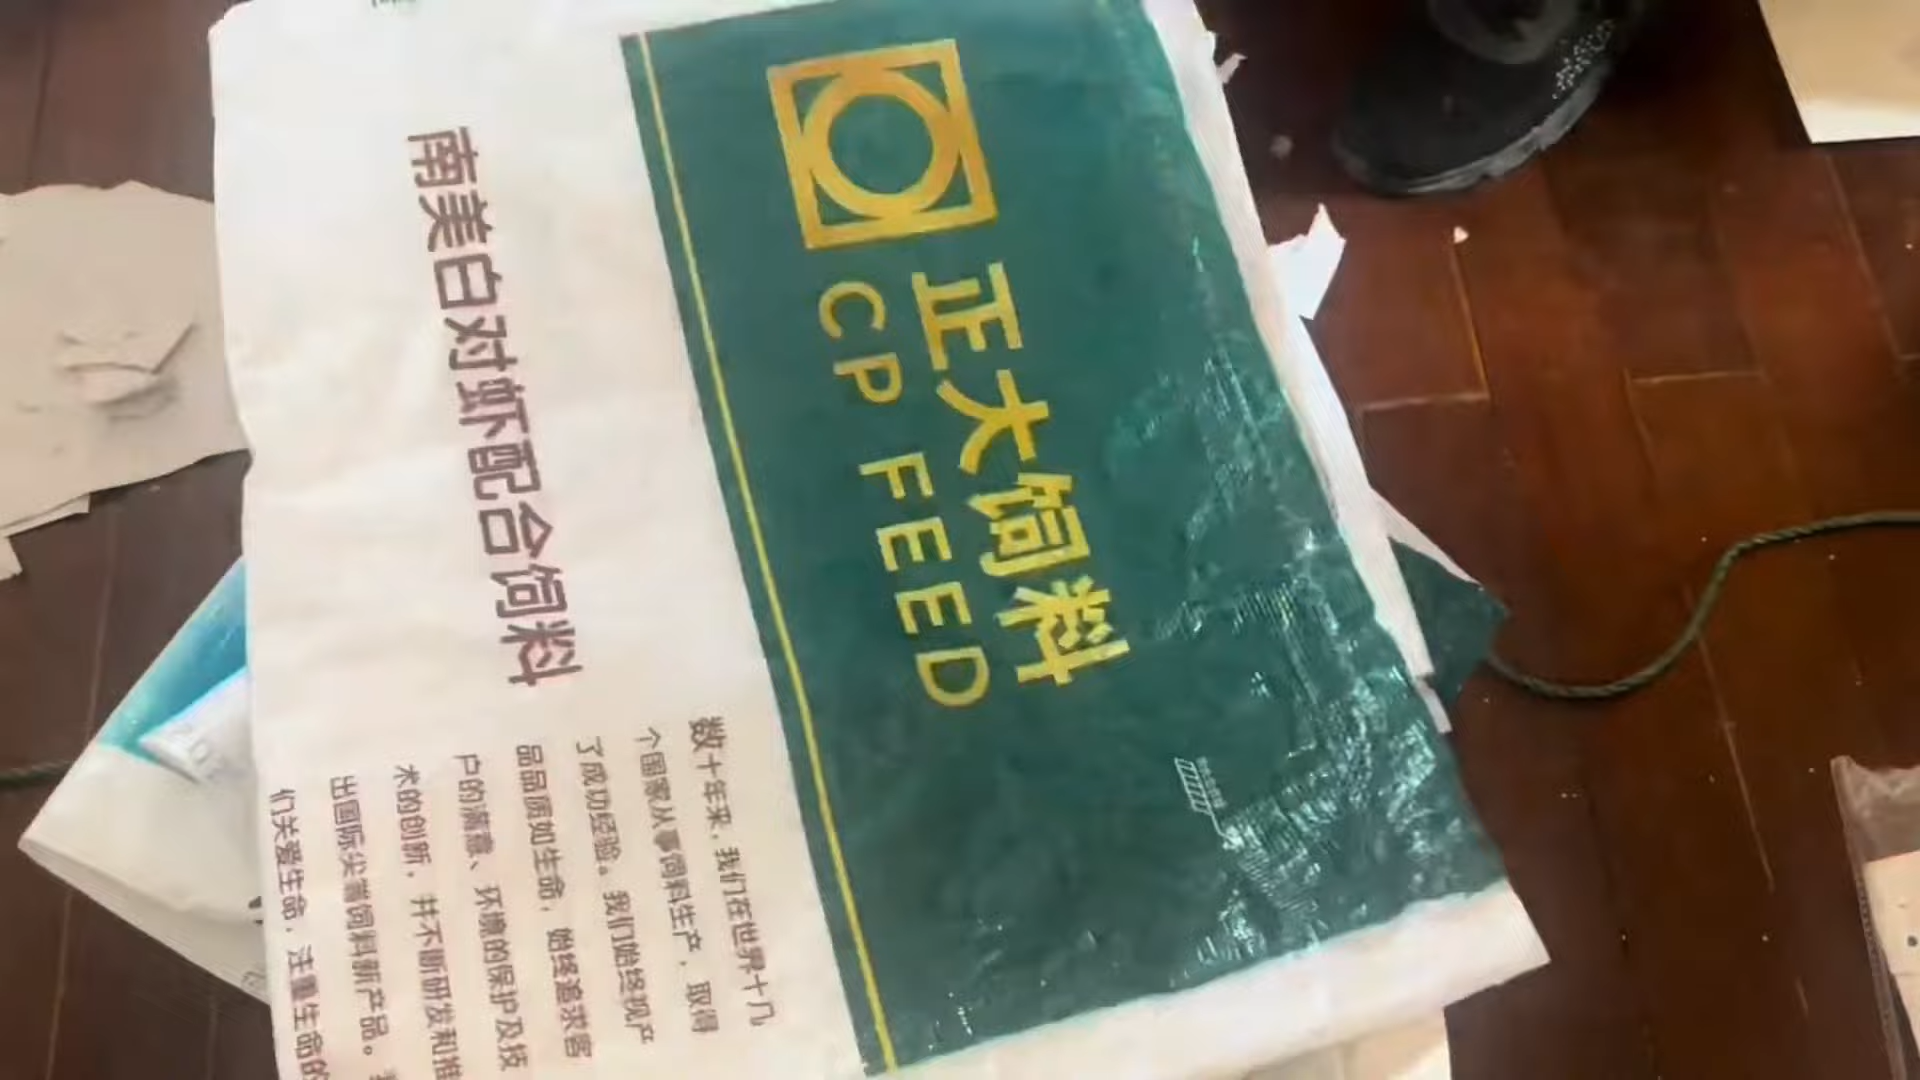 正大饲料
CP FEED
南美白对虾配合饲料
数十年来，我们在世界十几
个国家从事饲料生产，取得
了成功经验。我们始终视产
品品质如生命，始终追求客
户的满意、环境的保护及技
术的创新，并不断研发和推
出国际尖端饲料新产品。
们关爱生命，注重生命的